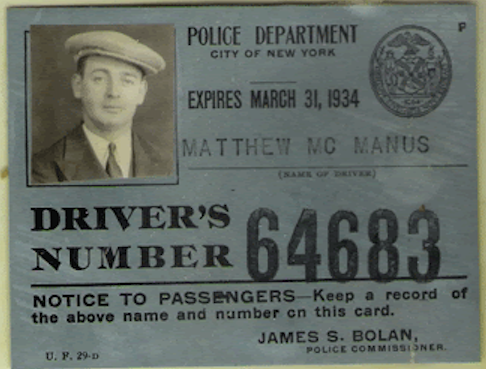 P
POLICE DEPARTMENT
CITY OF NEW YORK
EXPIRES MARCH 31, 1934
MATTHEW MC MANUS
(NAME OF DRIVER)
DRIVER'S
NUMBER 64683
NOTICE TO PASSENGERS—Keep a record of
the above name and number on this card.
JAMES S. BOLAN,
POLICE COMMISSIONER.
U. F. 29-D